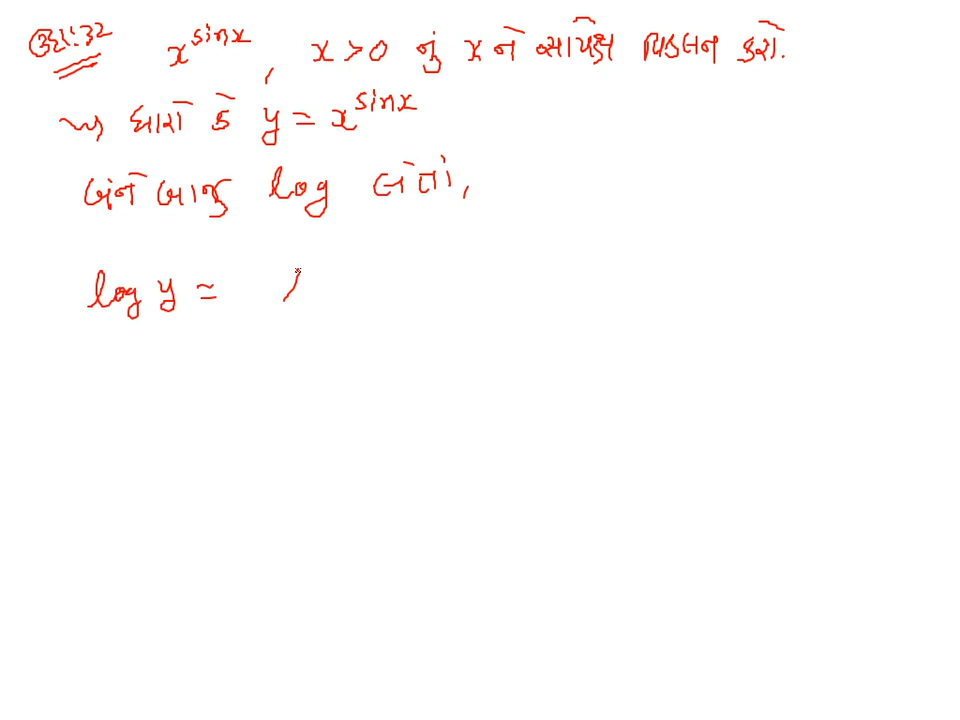 ઉદા:32 x^sinx, x > 0 નું x ને સાપેક્ષ વિકલન કરો.
ધારો કે y = x^sinx
બંને બાજુ log લેતાં,
log y =